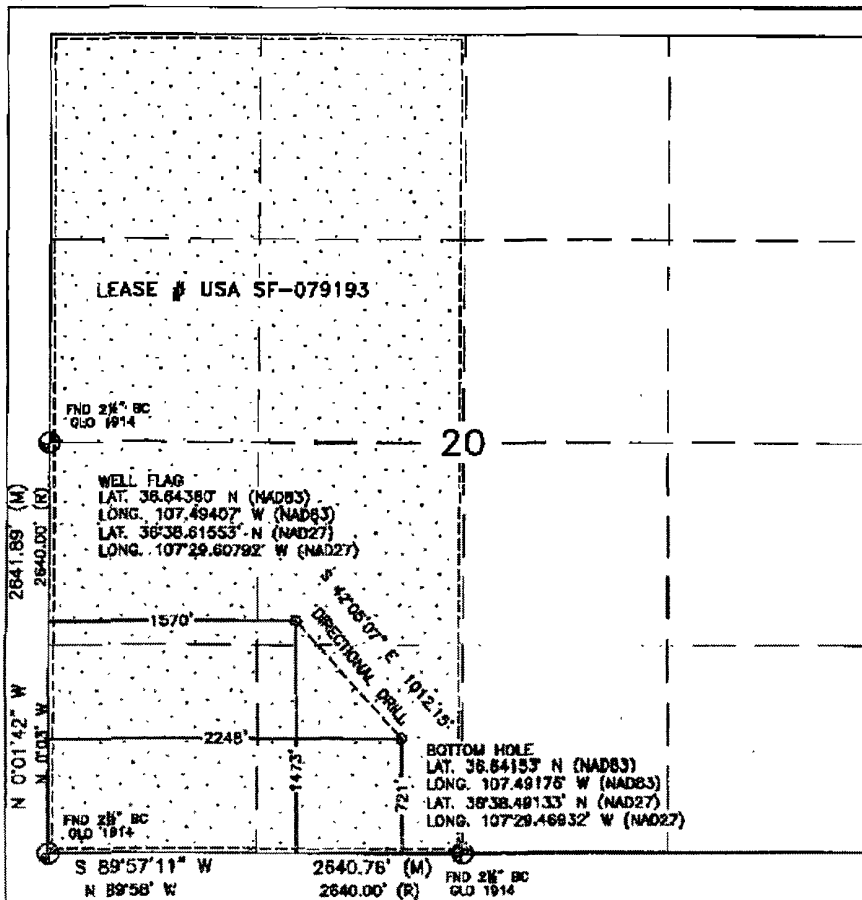 LEASE # USA SF-079193
FND 2½" BC
GLO 1914
20
WELL FLAG
LAT. 36.64360° N (NAD83)
LONG. 107.49407° W (NAD83)
LAT. 36°38.61553' N (NAD27)
LONG. 107°29.60792' W (NAD27)
2641.89' (M)
2640.00' (R)
N 0°01'42" W
N 0°03' W
1570'
S 42°05'07" E 1012.15'
DIRECTIONAL DRILL
2248'
1473'
721'
BOTTOM HOLE
LAT. 36.64153° N (NAD83)
LONG. 107.49176° W (NAD83)
LAT. 36°38.49133' N (NAD27)
LONG. 107°29.46932' W (NAD27)
FND 2½" BC
GLO 1914
S 89°57'11" W 2640.76' (M)
N 89°58' W 2640.00' (R)
FND 2½" BC
GLO 1914